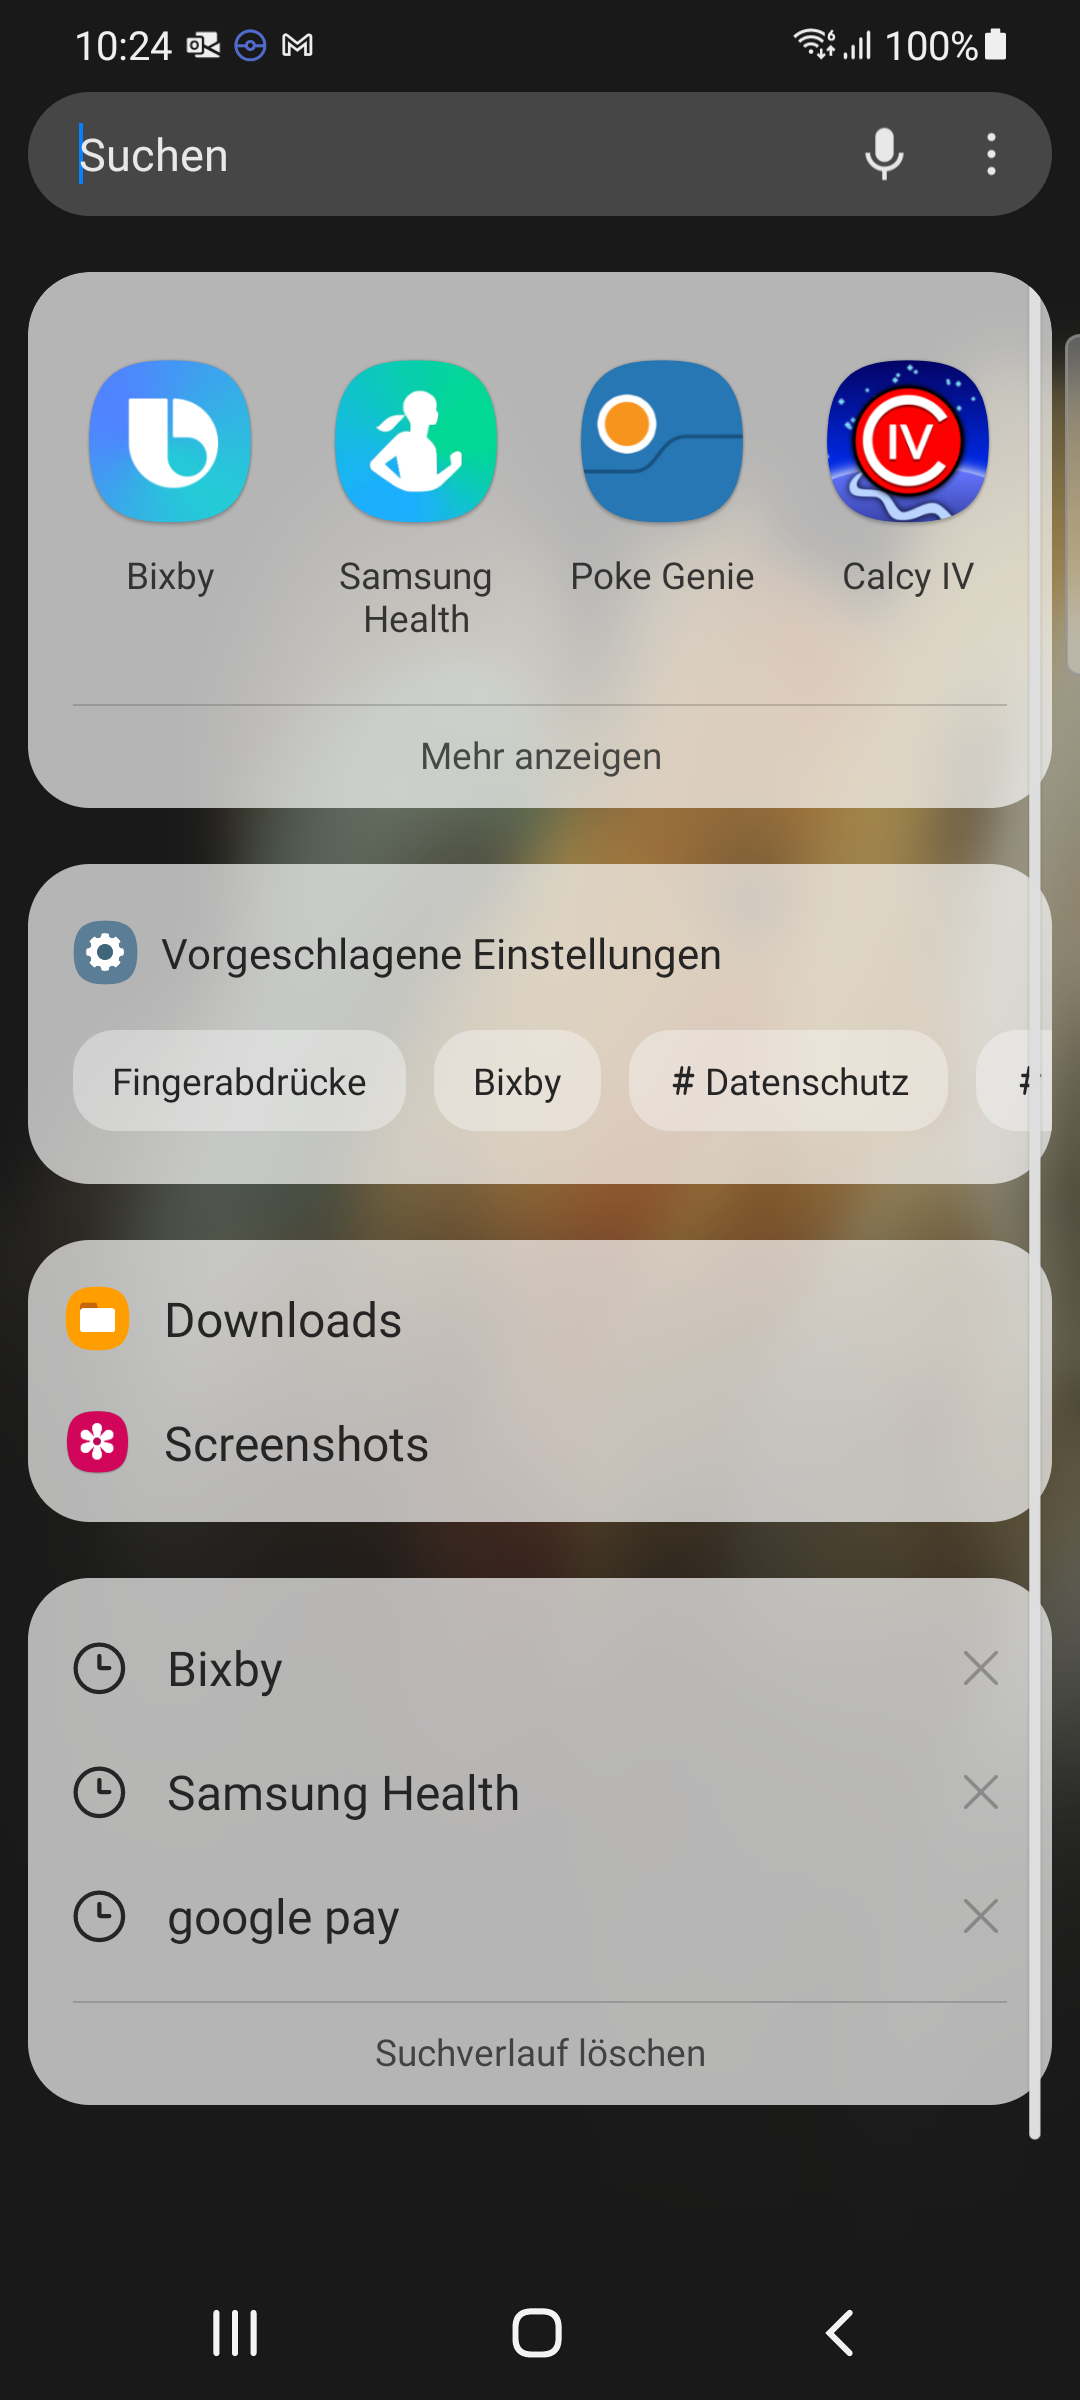 10:24
100%
Suchen
IV
Bixby
Samsung
Health
Poke Genie
Calcy IV
Mehr anzeigen
Vorgeschlagene Einstellungen
Fingerabdrücke
Bixby
# Datenschutz
#
Downloads
Screenshots
Bixby
Samsung Health
google pay
Suchverlauf löschen